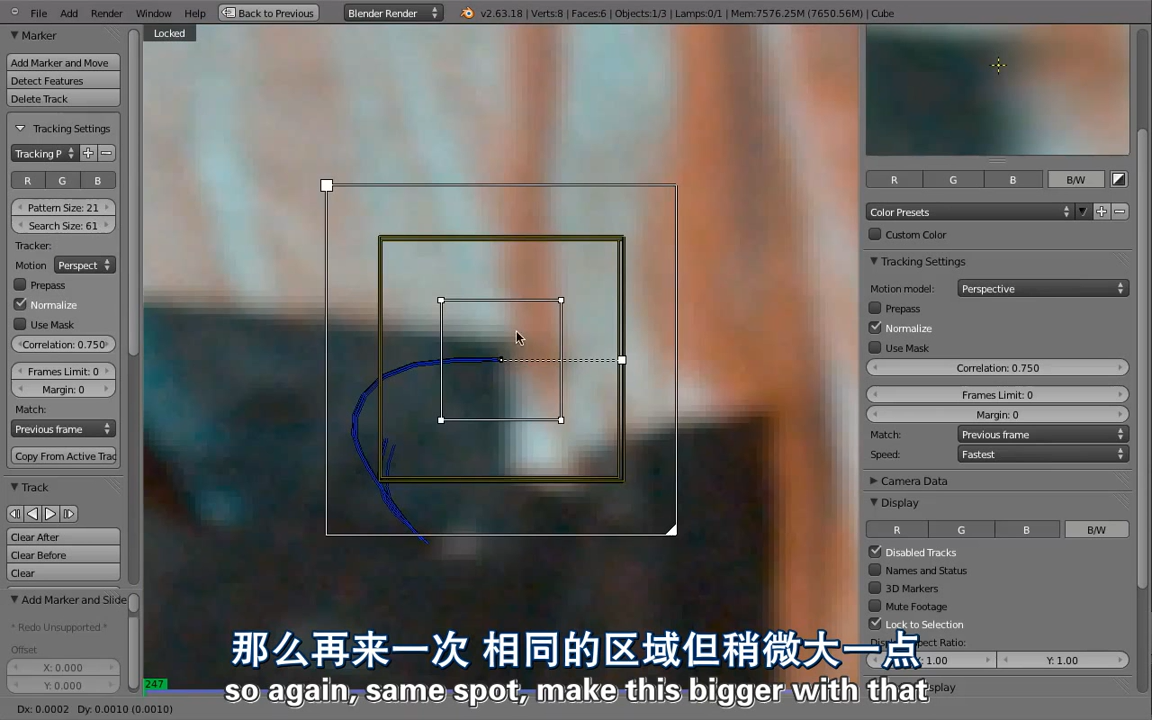 File Add Render Window Help Back to Previous Blender Render v2.63.18 | Verts:8 | Faces:6 | Objects:1/3 | Lamps:0/1 | Mem:7576.25M (7650.56M) | Cube
Marker
Locked
Add Marker and Move
Detect Features
Delete Track
Tracking Settings
Tracking P
R G B
Pattern Size: 21
Search Size: 61
Tracker:
Motion Perspect
Prepass
Normalize
Use Mask
Correlation: 0.750
Frames Limit: 0
Margin: 0
Match:
Previous frame
Copy From Active Trac
Track
Clear After
Clear Before
Clear
Add Marker and Slide
* Redo Unsupported *
Offset
X: 0.000
Y: 0.000
R G B B/W
Color Presets
Custom Color
Tracking Settings
Motion model: Perspective
Prepass
Normalize
Use Mask
Correlation: 0.750
Frames Limit: 0
Margin: 0
Match: Previous frame
Speed: Fastest
Camera Data
Display
R G B B/W
Disabled Tracks
Names and Status
3D Markers
Mute Footage
Lock to Selection
Ratio:
1.00 Y: 1.00
247
那么再来一次 相同的区域但稍微大一点
so again, same spot, make this bigger with that
Dx: 0.0002 Dy: 0.0010 (0.0010)